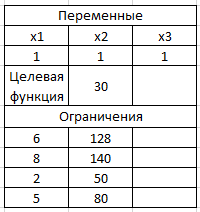 Переменные
x1 x2 x3
1 1 1
Целевая
функция 30
Ограничения
6 128
8 140
2 50
5 80